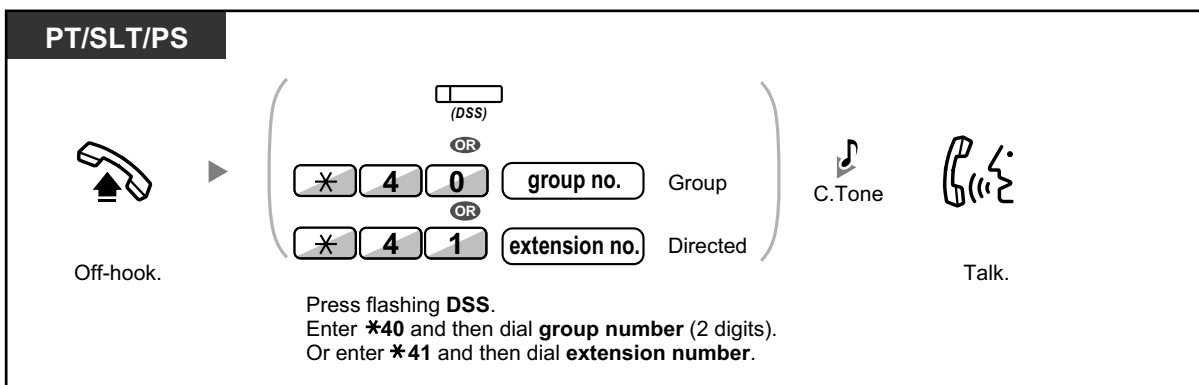 PT/SLT/PS
(DSS)
OR
* 4 0 group no. Group
OR
* 4 1 extension no. Directed
C.Tone
Off-hook.
Talk.
Press flashing DSS.
Enter *40 and then dial group number (2 digits).
Or enter *41 and then dial extension number.